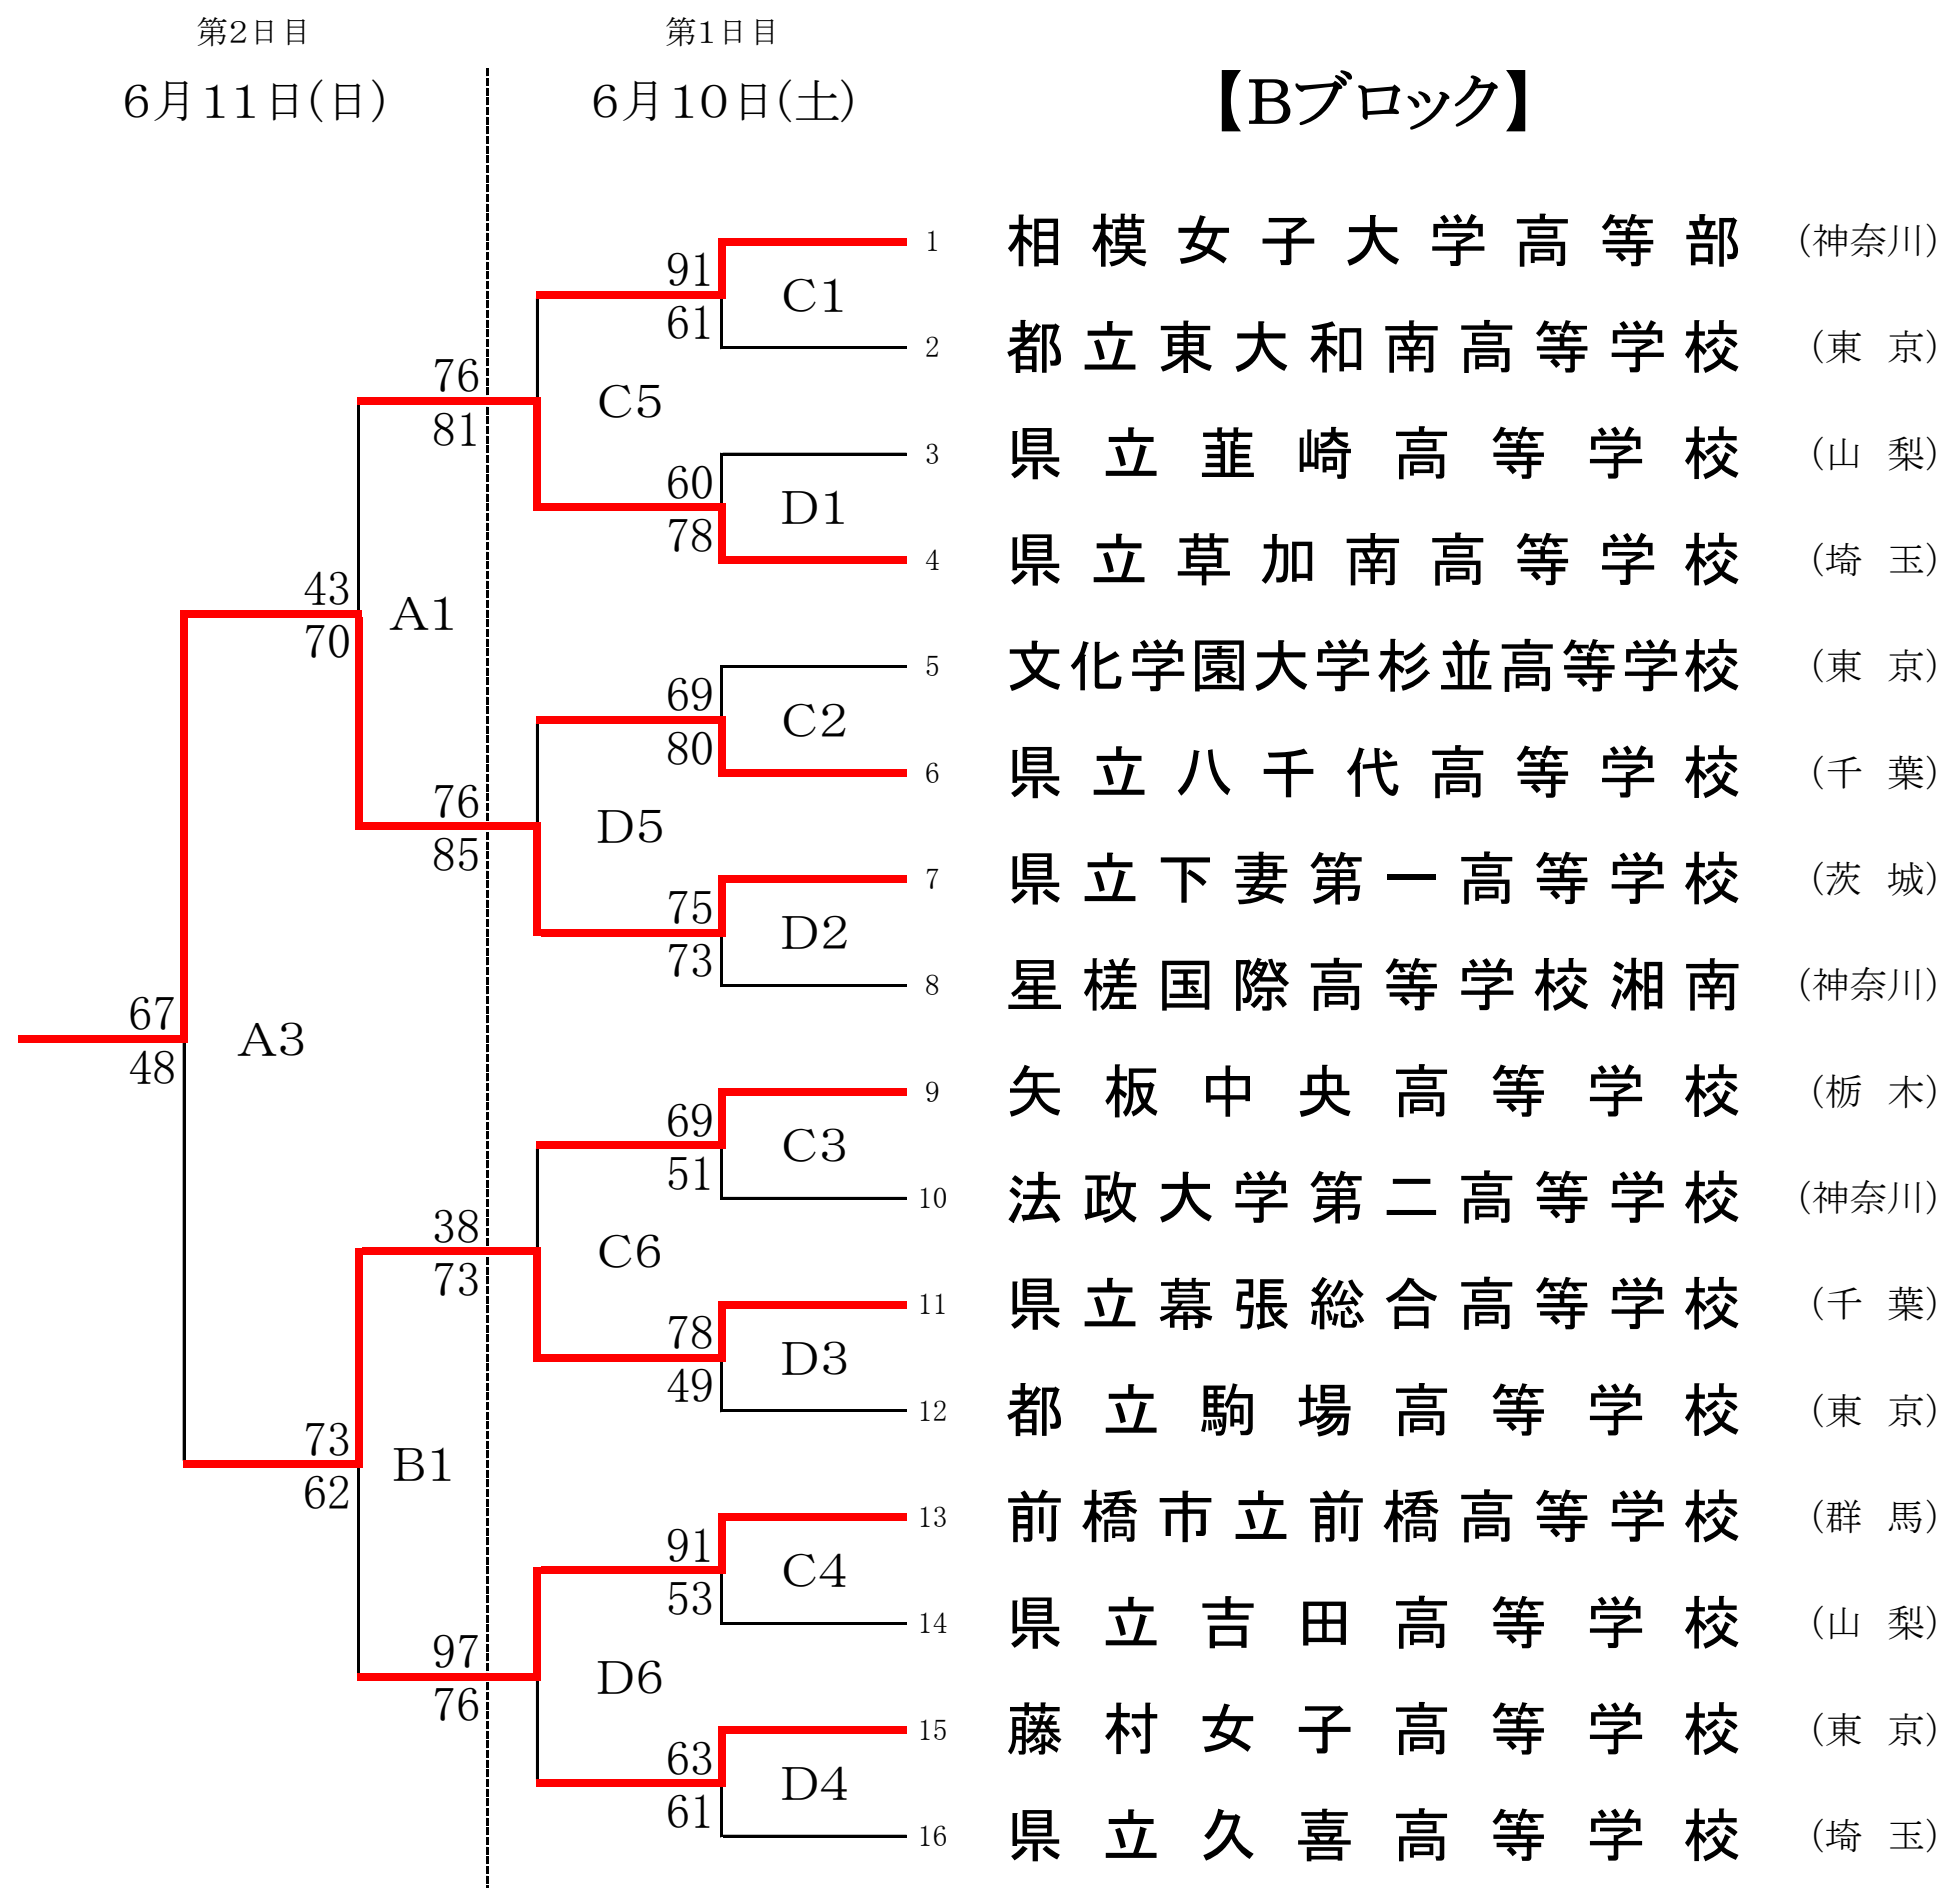 第2日目 第1日目
6月11日(日) 6月10日(土) 【Bブロック】
91 C1 1 相模女子大学高等部 (神奈川)
61 2 都立東大和南高等学校 (東京)
76 C5
81 3 県立韮崎高等学校 (山梨)
60 D1
78 4 県立草加南高等学校 (埼玉)
43 A1
70 5 文化学園大学杉並高等学校 (東京)
69 C2
80 6 県立八千代高等学校 (千葉)
76 D5
85 7 県立下妻第一高等学校 (茨城)
75 D2
73 8 星槎国際高等学校湘南 (神奈川)
67 A3
48 9 矢板中央高等学校 (栃木)
69 C3
51 10 法政大学第二高等学校 (神奈川)
38 C6
73 11 県立幕張総合高等学校 (千葉)
78 D3
49 12 都立駒場高等学校 (東京)
73 B1
62 13 前橋市立前橋高等学校 (群馬)
91 C4
53 14 県立吉田高等学校 (山梨)
97 D6
76 15 藤村女子高等学校 (東京)
63 D4
61 16 県立久喜高等学校 (埼玉)